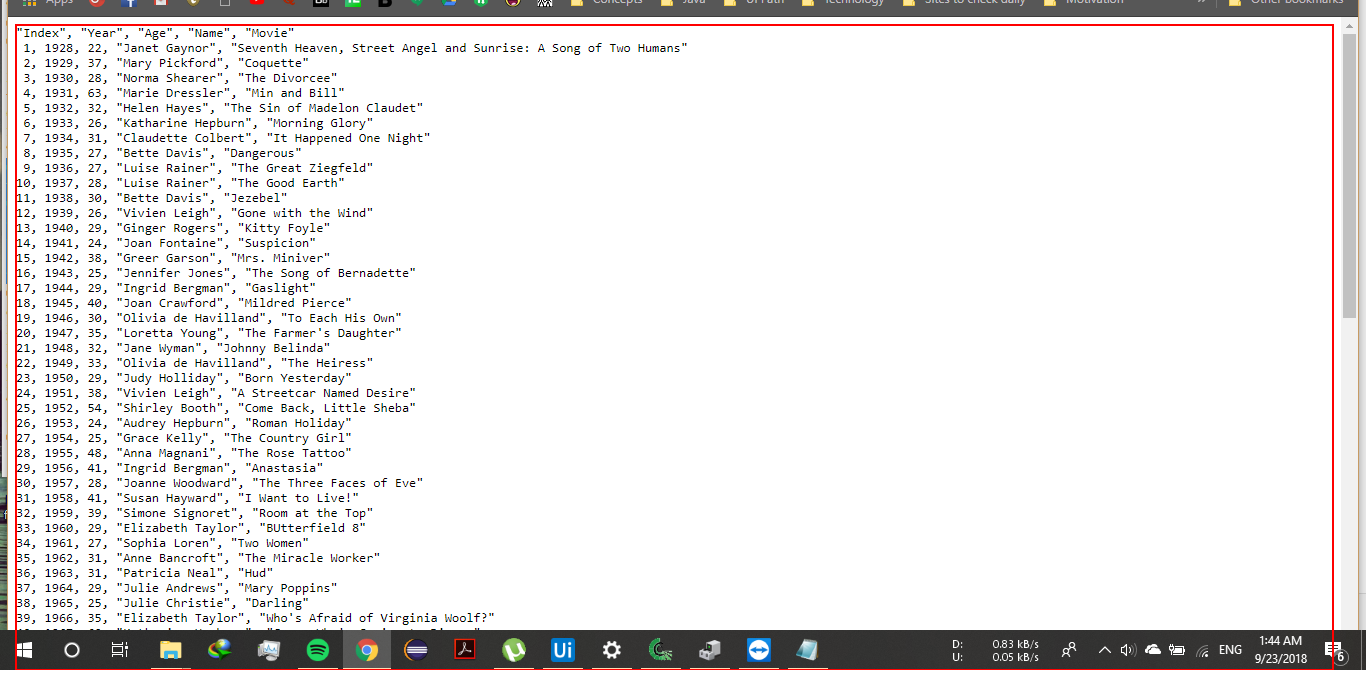 Apps Concepts Java Ui Path Technology Sites to check daily Motivation » Other bookmarks
"Index", "Year", "Age", "Name", "Movie"
1, 1928, 22, "Janet Gaynor", "Seventh Heaven, Street Angel and Sunrise: A Song of Two Humans"
2, 1929, 37, "Mary Pickford", "Coquette"
3, 1930, 28, "Norma Shearer", "The Divorcee"
4, 1931, 63, "Marie Dressler", "Min and Bill"
5, 1932, 32, "Helen Hayes", "The Sin of Madelon Claudet"
6, 1933, 26, "Katharine Hepburn", "Morning Glory"
7, 1934, 31, "Claudette Colbert", "It Happened One Night"
8, 1935, 27, "Bette Davis", "Dangerous"
9, 1936, 27, "Luise Rainer", "The Great Ziegfeld"
10, 1937, 28, "Luise Rainer", "The Good Earth"
11, 1938, 30, "Bette Davis", "Jezebel"
12, 1939, 26, "Vivien Leigh", "Gone with the Wind"
13, 1940, 29, "Ginger Rogers", "Kitty Foyle"
14, 1941, 24, "Joan Fontaine", "Suspicion"
15, 1942, 38, "Greer Garson", "Mrs. Miniver"
16, 1943, 25, "Jennifer Jones", "The Song of Bernadette"
17, 1944, 29, "Ingrid Bergman", "Gaslight"
18, 1945, 40, "Joan Crawford", "Mildred Pierce"
19, 1946, 30, "Olivia de Havilland", "To Each His Own"
20, 1947, 35, "Loretta Young", "The Farmer's Daughter"
21, 1948, 32, "Jane Wyman", "Johnny Belinda"
22, 1949, 33, "Olivia de Havilland", "The Heiress"
23, 1950, 29, "Judy Holliday", "Born Yesterday"
24, 1951, 38, "Vivien Leigh", "A Streetcar Named Desire"
25, 1952, 54, "Shirley Booth", "Come Back, Little Sheba"
26, 1953, 24, "Audrey Hepburn", "Roman Holiday"
27, 1954, 25, "Grace Kelly", "The Country Girl"
28, 1955, 48, "Anna Magnani", "The Rose Tattoo"
29, 1956, 41, "Ingrid Bergman", "Anastasia"
30, 1957, 28, "Joanne Woodward", "The Three Faces of Eve"
31, 1958, 41, "Susan Hayward", "I Want to Live!"
32, 1959, 39, "Simone Signoret", "Room at the Top"
33, 1960, 29, "Elizabeth Taylor", "BUtterfield 8"
34, 1961, 27, "Sophia Loren", "Two Women"
35, 1962, 31, "Anne Bancroft", "The Miracle Worker"
36, 1963, 31, "Patricia Neal", "Hud"
37, 1964, 29, "Julie Andrews", "Mary Poppins"
38, 1965, 25, "Julie Christie", "Darling"
39, 1966, 35, "Elizabeth Taylor", "Who's Afraid of Virginia Woolf?"
Ui
D: 0.83 kB/s
U: 0.05 kB/s
ENG
1:44 AM
9/23/2018
6